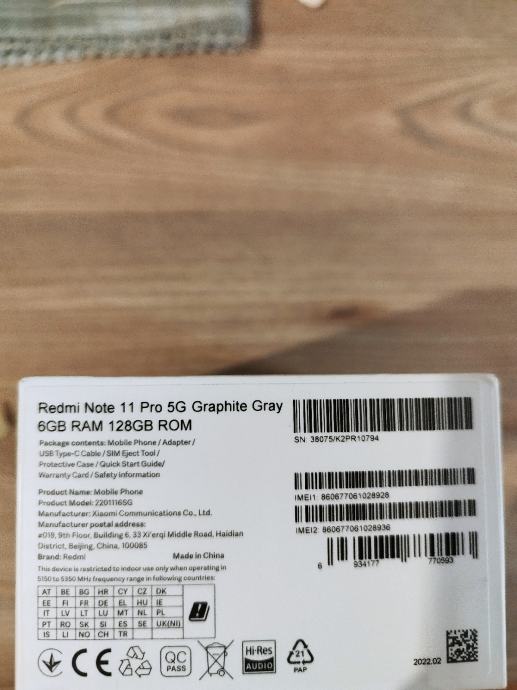 Redmi Note 11 Pro 5G Graphite Gray
6GB RAM 128GB ROM
Package contents: Mobile Phone / Adapter /
USB Type-C Cable / SIM Eject Tool /
Protective Case / Quick Start Guide/
Warranty Card / Safety information
Product Name: Mobile Phone
Product Model: 2201116SG
Manufacturer: Xiaomi Communications Co., Ltd.
Manufacturer postal address:
#019, 9th Floor, Building 6, 33 Xi'erqi Middle Road, Haidian
District, Beijing, China, 100085
Brand: Redmi Made in China
This device is restricted to indoor use only when operating in
5150 to 5350 MHz frequency range in following countries:
AT BE BG HR CY CZ DK
EE FI FR DE EL HU IE
IT LV LT LU MT NL PL
PT RO SK SI ES SE UK(NI)
IS LI NO CH TR
SN: 38075/K2PR10794
IMEI1: 860677061028928
IMEI2: 860677061028936
6 934177 770593
CE
QC
PASS
Hi-Res
AUDIO
21
PAP
2022.02